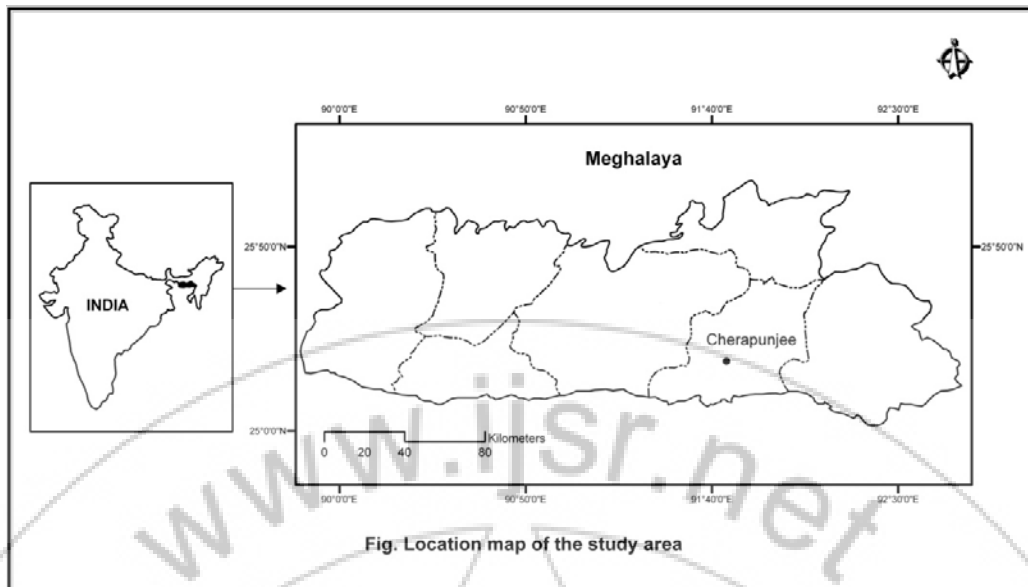 90°0'0"E 90°50'0"E 91°40'0"E 92°30'0"E
Meghalaya
25°50'0"N 25°50'0"N
INDIA
Cherapunjee
25°0'0"N
Kilometers
0 20 40 80
90°0'0"E 90°50'0"E 91°40'0"E 92°30'0"E
www.ijsr.net
Fig. Location map of the study area